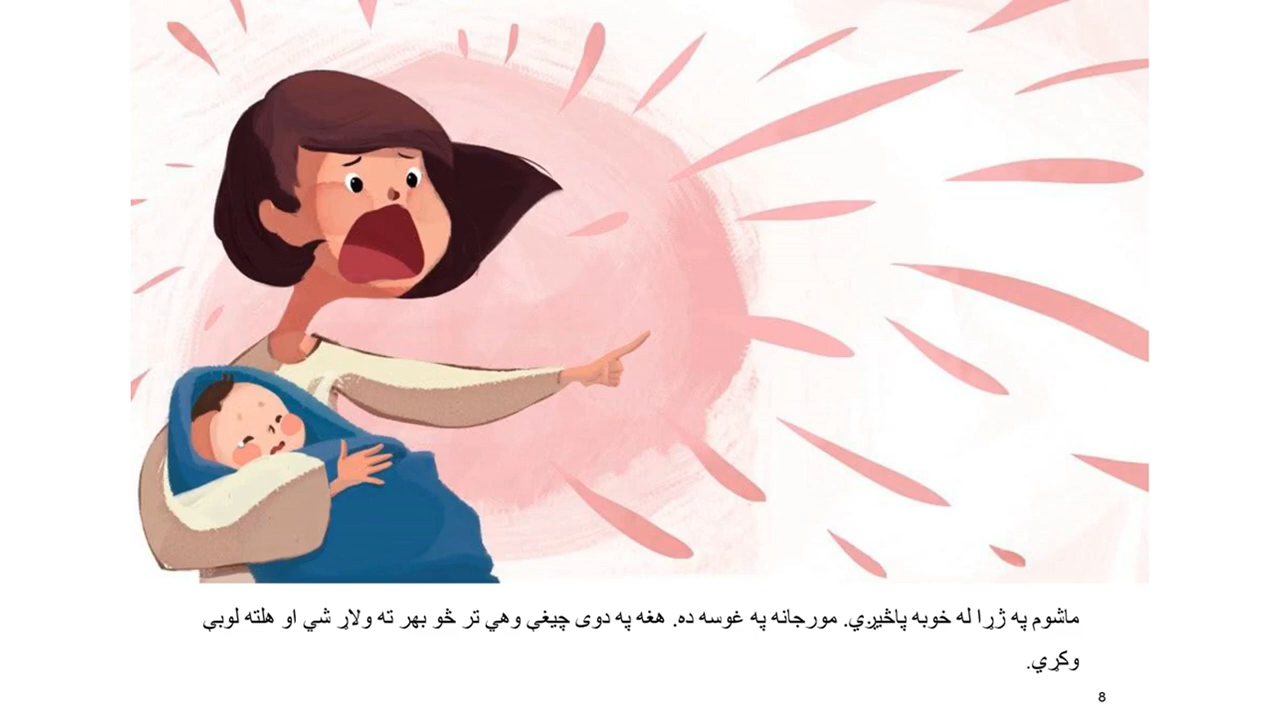 ماشوم په ژړا له خوبه پاڅيږي. مورجانه په غوسه ده. هغه په دوی چيغې وهي تر څو بهر ته ولاړ شي او هلته لوبې
وکړي.
8